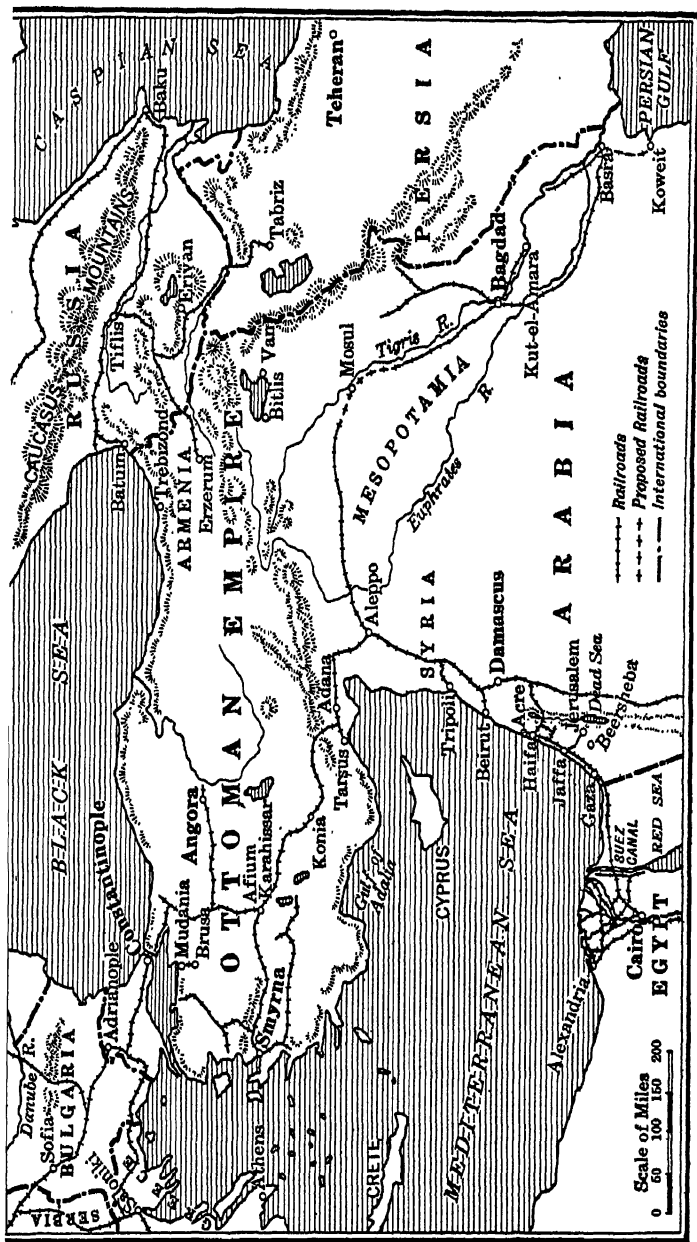 CASPIAN SEA
CAUCASUS MOUNTAINS
RUSSIA
Baku
Tiflis
Batum
Erivan
Tabriz
Teheran
PERSIA
BLACK SEA
Trebizond
ARMENIA
Erzerum
Van
Bitlis
OTTOMAN EMPIRE
Danube R.
Sofia
BULGARIA
SERBIA
Saloniki
GREECE
Athens
Adrianople
Constantinople
Mudania
Brusa
Angora
Afium
Karahissar
Smyrna
Konia
Adana
Tarsus
Gulf of
Adalia
Aleppo
Mosul
Tigris R.
MESOPOTAMIA
Euphrates R.
Bagdad
Kut-el-Amara
Basra
Koweit
PERSIAN
GULF
SYRIA
Tripoli
Damascus
Beirut
Acre
Haifa
Jaffa
Jerusalem
Dead Sea
Beersheba
Gaza
ARABIA
CYPRUS
CRETE
MEDITERRANEAN SEA
Alexandria
Cairo
EGYPT
SUEZ
CANAL
RED SEA
Railroads
Proposed Railroads
International boundaries
Scale of Miles
0 50 100 150 200